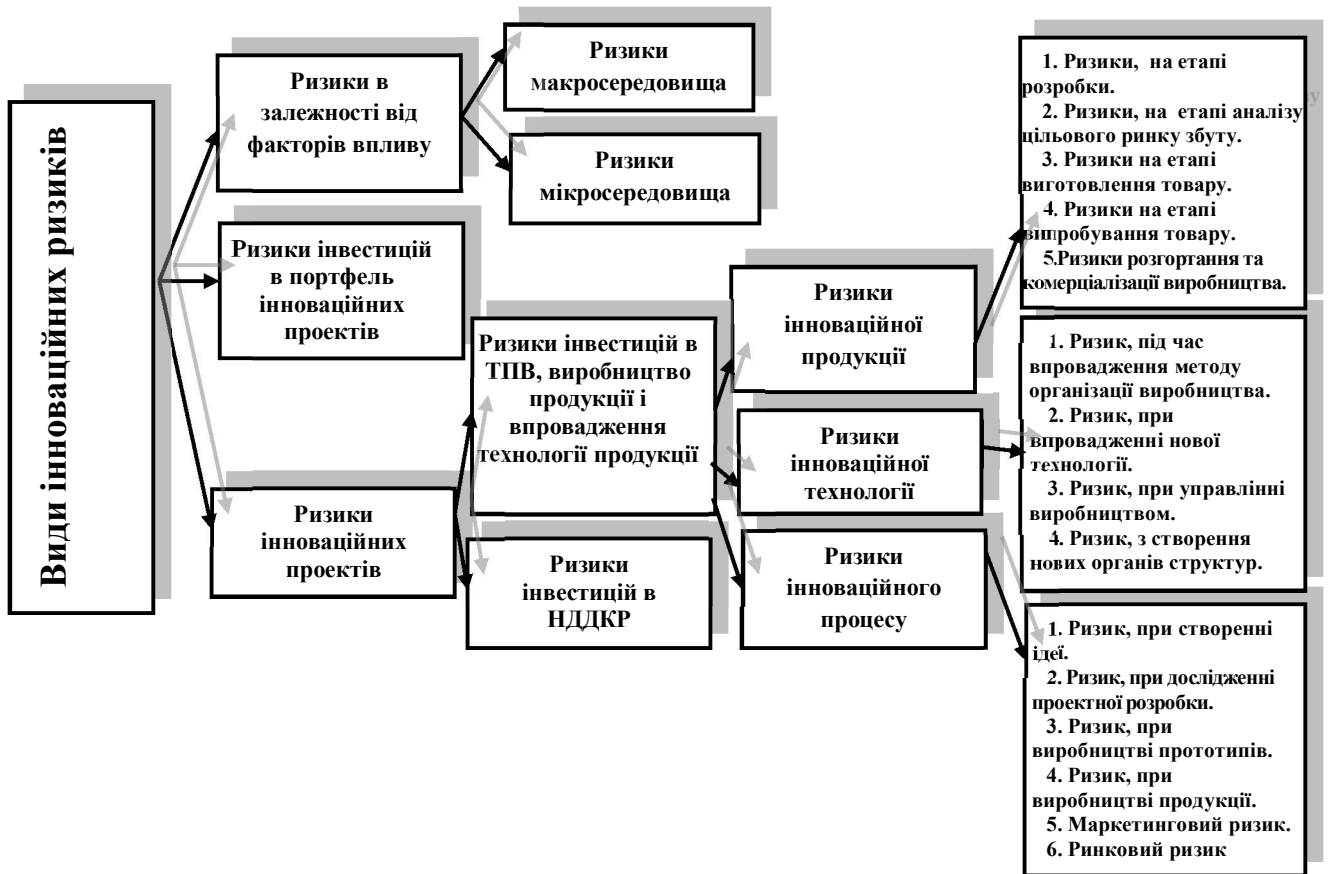 Види інноваційних ризиків
Ризики в
залежності від
факторів впливу
Ризики
макросередовища
Ризики
мікросередовища
Ризики інвестицій
в портфель
інноваційних
проектів
Ризики
інноваційних
проектів
Ризики інвестицій в
ТПВ, виробництво
продукції і
впровадження
технології продукції
Ризики
інвестицій в
НДДКР
Ризики
інноваційної
продукції
Ризики
інноваційної
технології
Ризики
інноваційного
процесу
1. Ризики, на етапі
розробки.
2. Ризики, на етапі аналізу
цільового ринку збуту.
3. Ризики на етапі
виготовлення товару.
4. Ризики на етапі
випробування товару.
5.Ризики розгортання та
комерціалізації виробництва.
1. Ризик, під час
впровадження методу
організації виробництва.
2. Ризик, при
впровадженні нової
технології.
3. Ризик, при управлінні
виробництвом.
4. Ризик, з створення
нових органів структур.
1. Ризик, при створенні
ідеї.
2. Ризик, при дослідженні
проектної розробки.
3. Ризик, при
виробництві прототипів.
4. Ризик, при
виробництві продукції.
5. Маркетинговий ризик.
6. Ринковий ризик